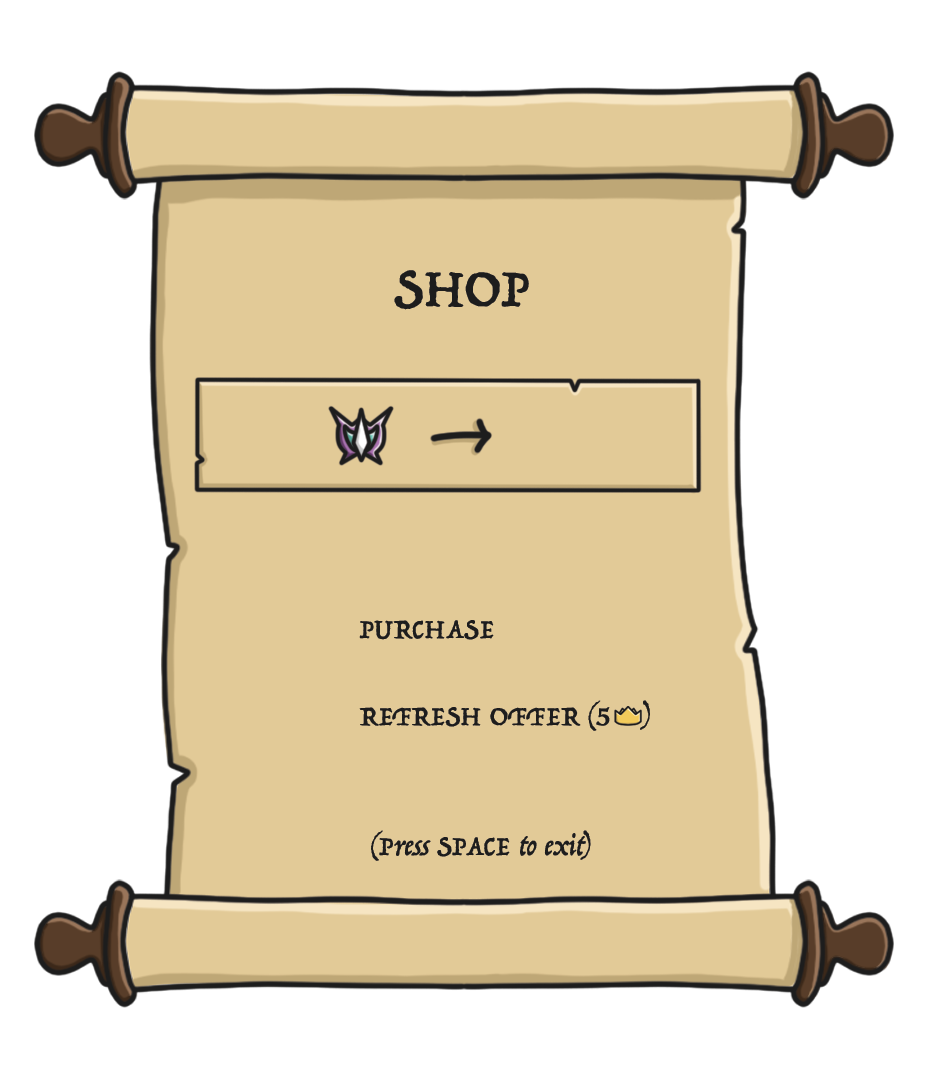 SHOP
PURCHASE
REFRESH OFFER (5)
(Press SPACE to exit)